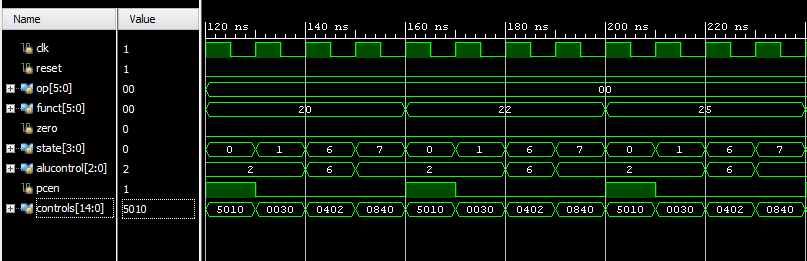 Name Value 120 ns 140 ns 160 ns 180 ns 200 ns 220 ns
clk 1
reset 1
op[5:0] 00 00
funct[5:0] 00 20 22 25
zero 0
state[3:0] 0 0 1 6 7 0 1 6 7 0 1 6 7
alucontrol[2:0] 2 2 6 2 6 2 6
pcen 1
controls[14:0] 5010 5010 0030 0402 0840 5010 0030 0402 0840 5010 0030 0402 0840